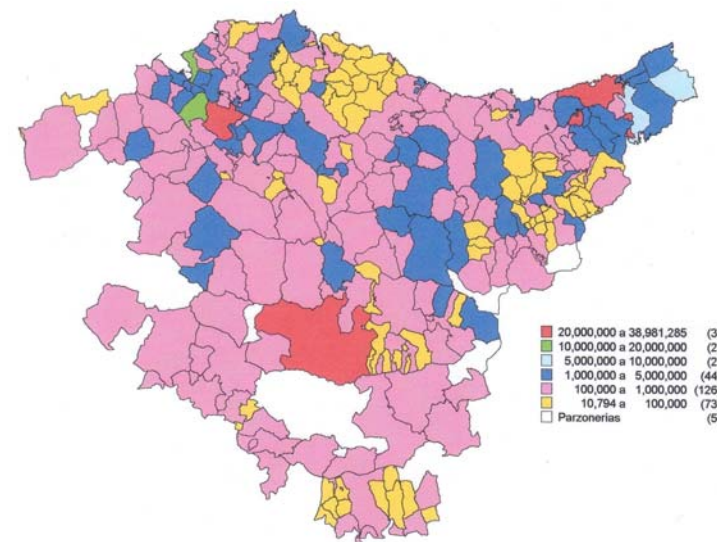 20,000,000 a 38,981,285 (3
10,000,000 a 20,000,000 (2
5,000,000 a 10,000,000 (2
1,000,000 a 5,000,000 (44
100,000 a 1,000,000 (126
10,794 a 100,000 (73
Parzonerias (5